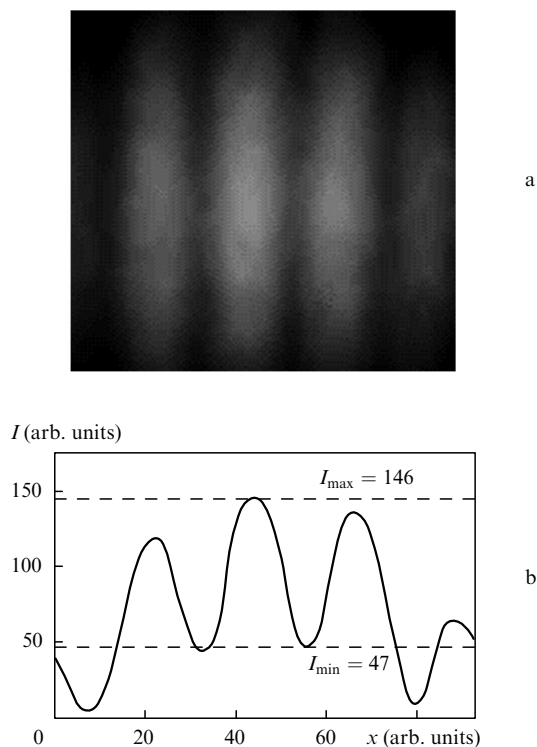 a
I (arb. units)
150
I_max = 146
100
b
50
I_min = 47
0 20 40 60 x (arb. units)